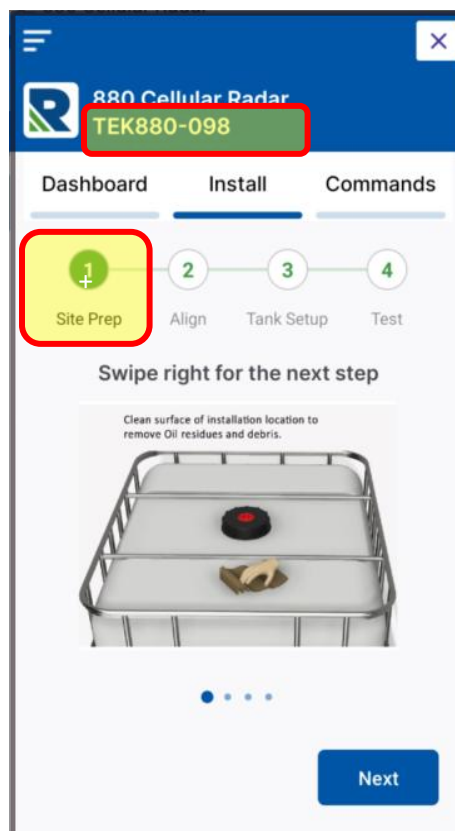 880 Cellular Radar
TEK880-098
Dashboard Install Commands
1 2 3 4
Site Prep Align Tank Setup Test
Swipe right for the next step
Clean surface of installation location to
remove Oil residues and debris.
Next